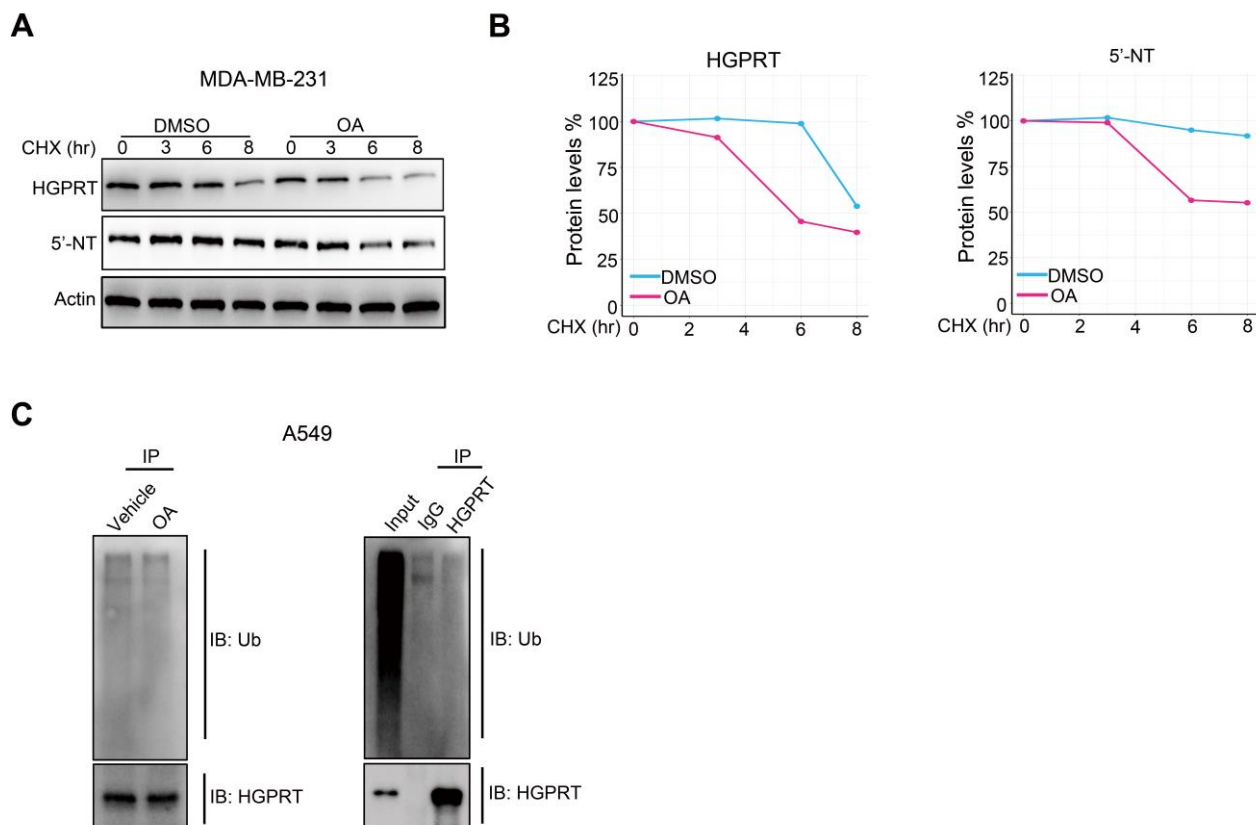 A
MDA-MB-231
DMSO OA
CHX (hr) 0 3 6 8 0 3 6 8
HGPRT
5'-NT
Actin
B
HGPRT
125
100
75
50
25
0
Protein levels %
DMSO
OA
CHX (hr) 0 2 4 6 8
5'-NT
125
100
75
50
25
0
Protein levels %
DMSO
OA
CHX (hr) 0 2 4 6 8
C
A549
IP
Vehicle OA
IB: Ub
IB: HGPRT
IP
Input IgG HGPRT
IB: Ub
IB: HGPRT